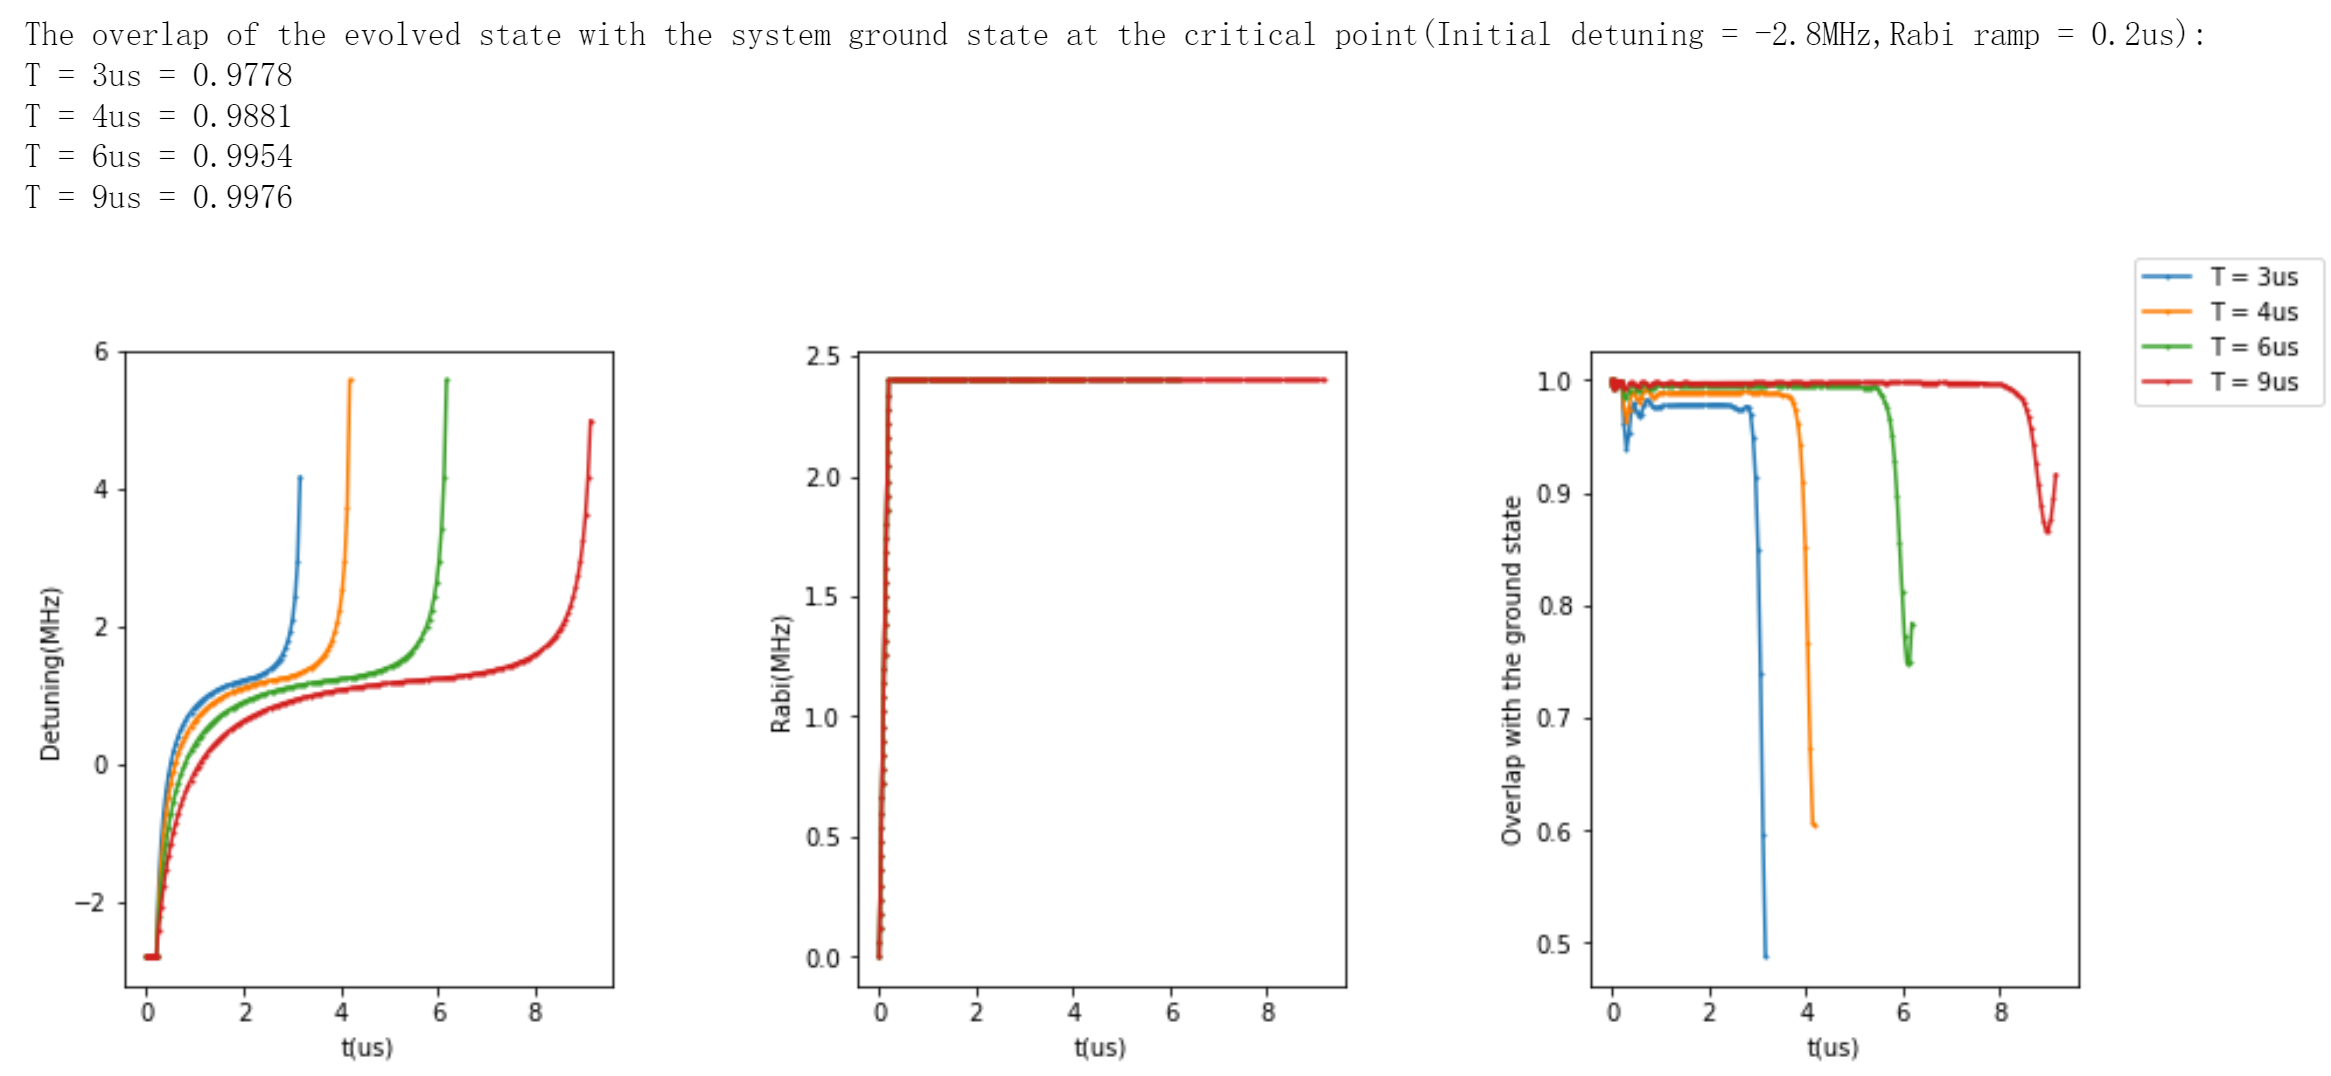 The overlap of the evolved state with the system ground state at the critical point(Initial detuning = -2.8MHz,Rabi ramp = 0.2us):
T = 3us = 0.9778
T = 4us = 0.9881
T = 6us = 0.9954
T = 9us = 0.9976
T = 3us
T = 4us
T = 6us
T = 9us
6
4
2
0
−2
Detuning(MHz)
0 2 4 6 8
t(us)
2.5
2.0
1.5
1.0
0.5
0.0
Rabi(MHz)
0 2 4 6 8
t(us)
1.0
0.9
0.8
0.7
0.6
0.5
Overlap with the ground state
0 2 4 6 8
t(us)